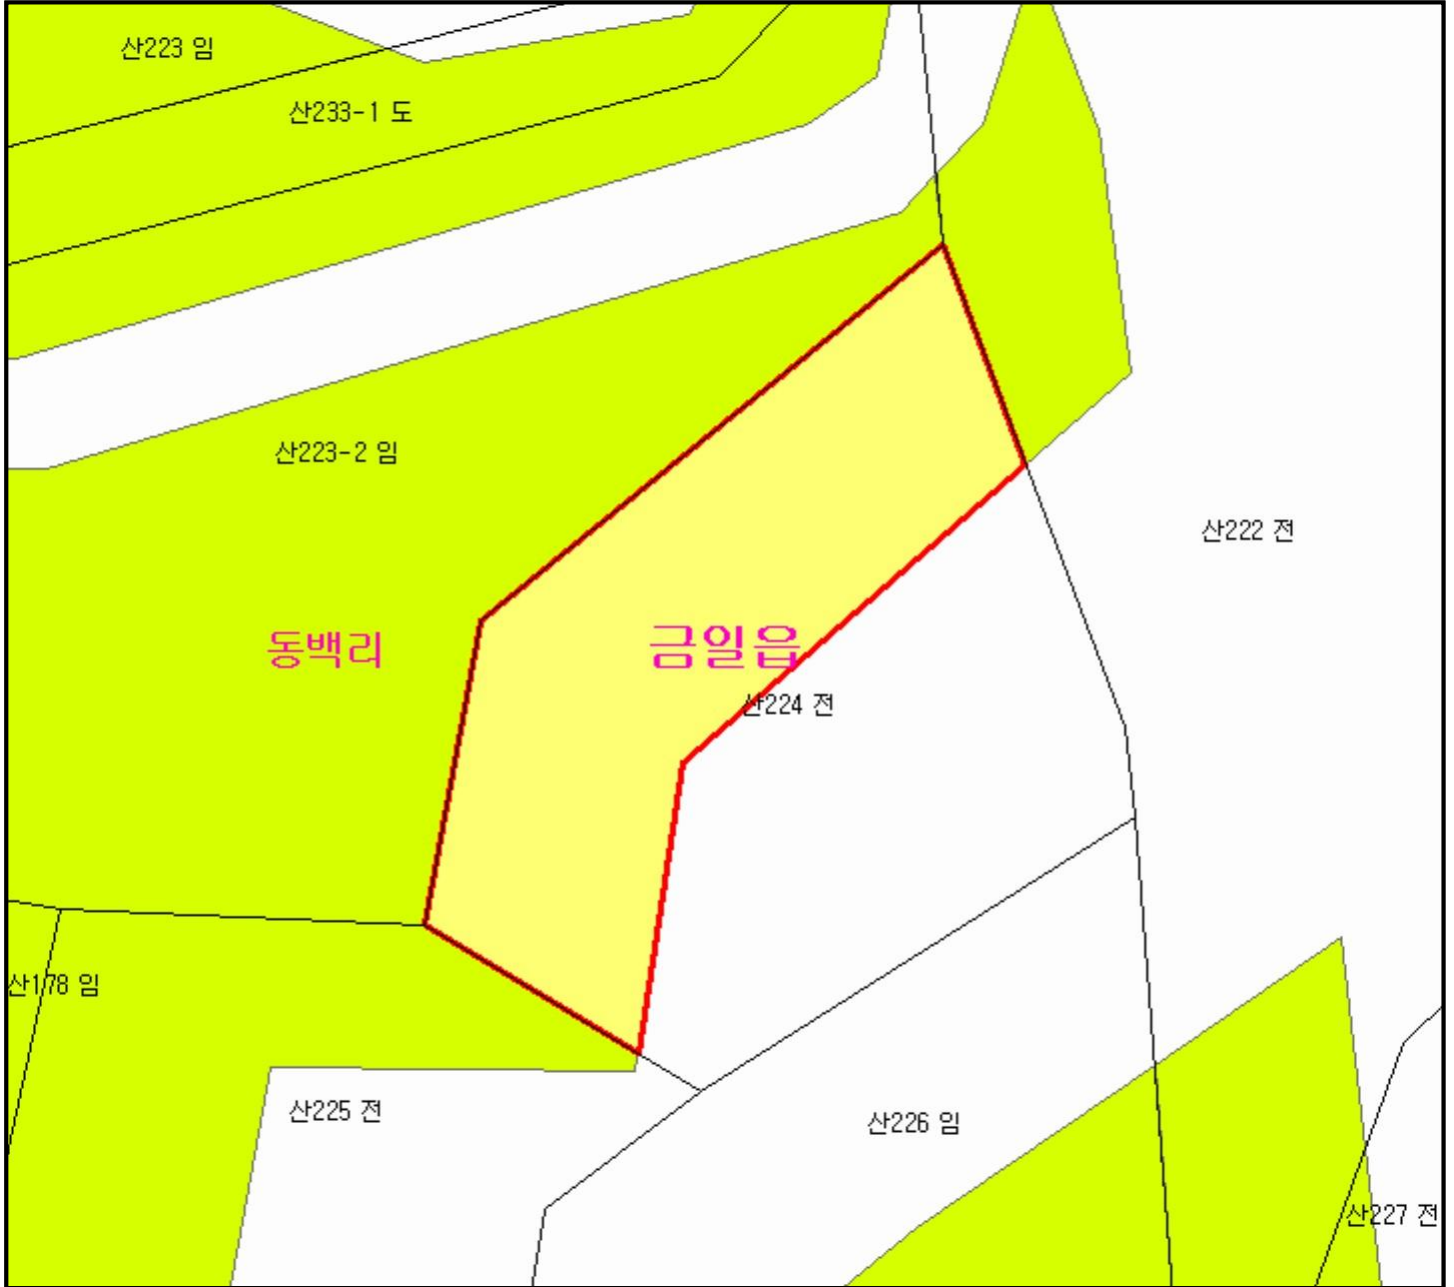 산223 임
산233-1 도
산223-2 임
산222 전
동백리
금일읍
산224 전
산178 임
산225 전
산226 임
산227 전